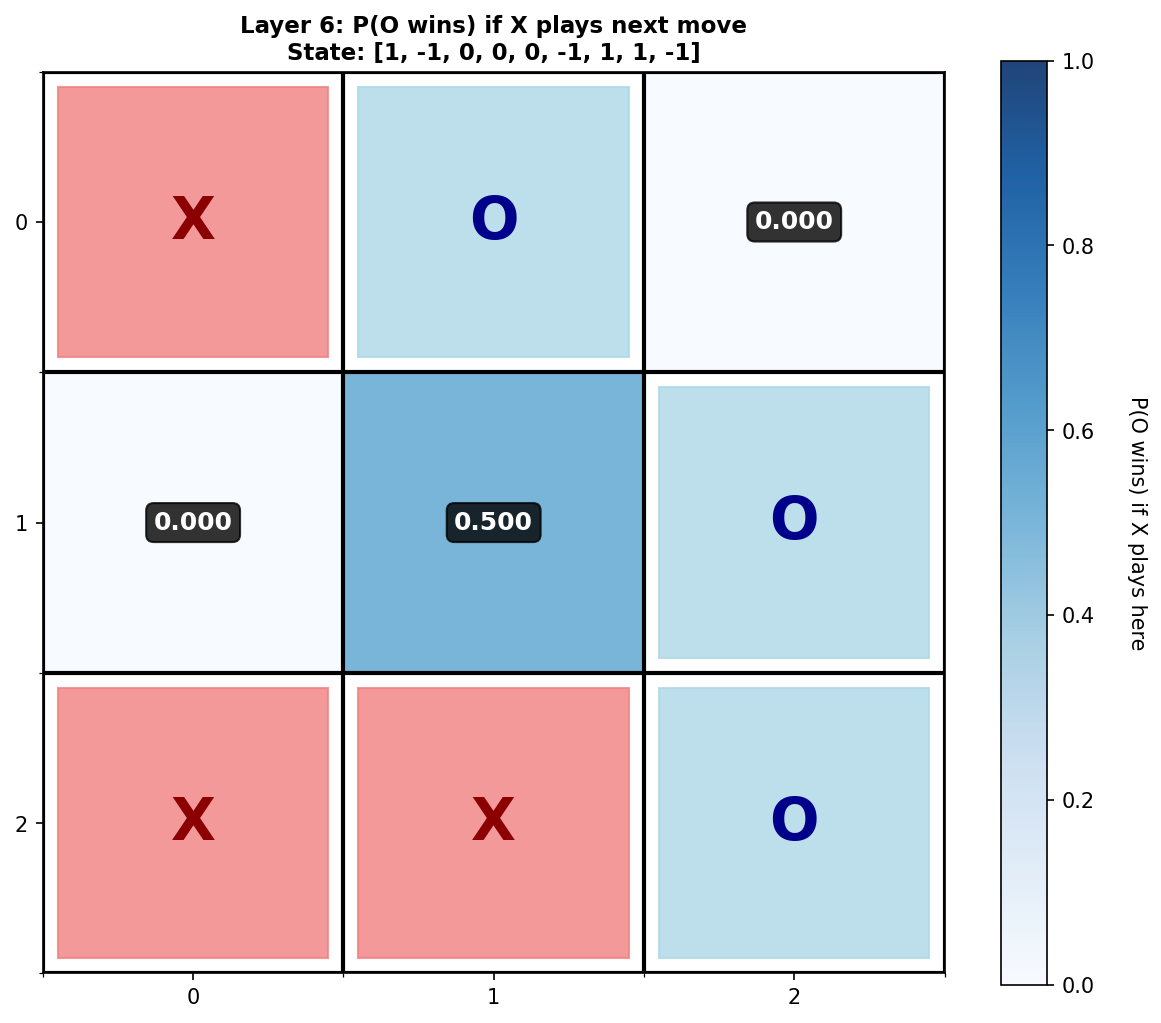 Layer 6: P(O wins) if X plays next move
State: [1, -1, 0, 0, 0, -1, 1, 1, -1]
X
O
0.000
0.000
0.500
O
X
X
O
0
1
2
0
1
2
1.0
0.8
0.6
0.4
0.2
0.0
P(O wins) if X plays here